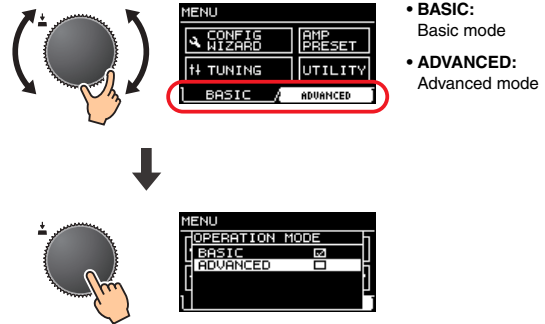 MENU
CONFIG WIZARD
AMP PRESET
TUNING
UTILITY
BASIC
ADVANCED
• BASIC:
Basic mode
• ADVANCED:
Advanced mode
MENU
OPERATION MODE
BASIC
ADVANCED